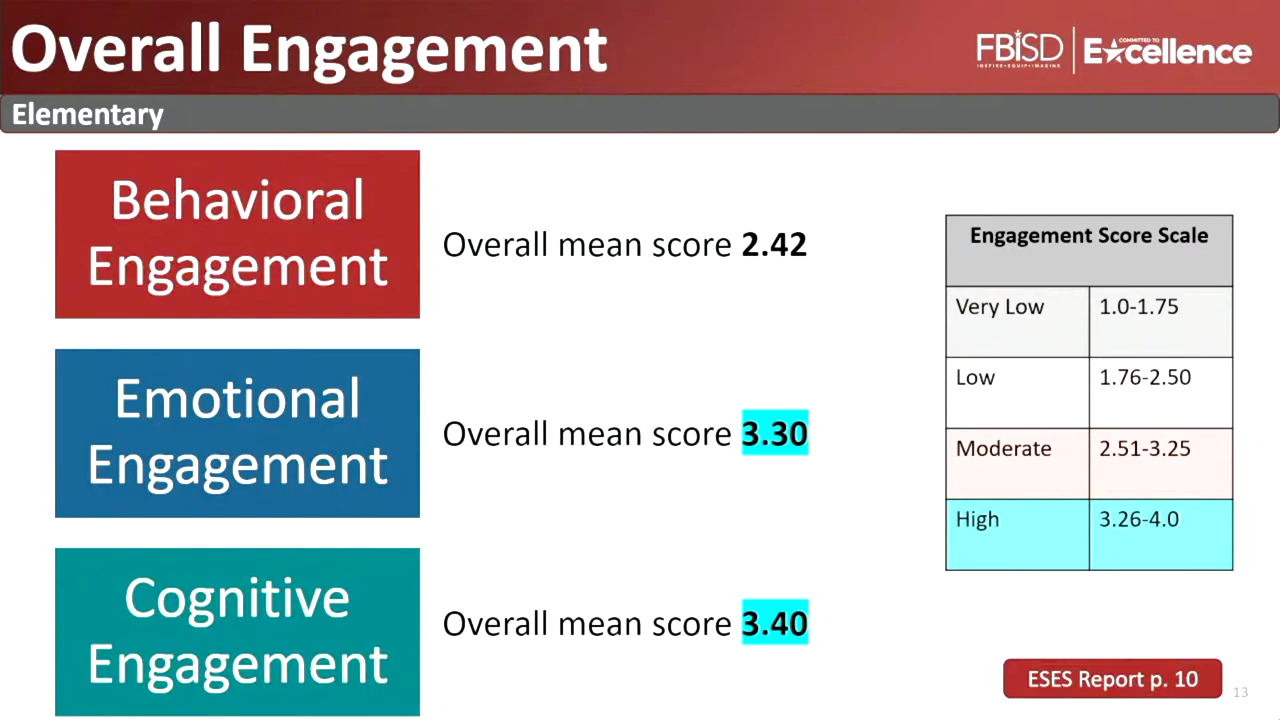 Overall Engagement
FBISD
INSPIRE•EQUIP•IMAGINE
COMMITTED TO
Excellence
Elementary
Behavioral
Engagement
Overall mean score 2.42
Emotional
Engagement
Overall mean score 3.30
Cognitive
Engagement
Overall mean score 3.40
Engagement Score Scale
Very Low 1.0-1.75
Low 1.76-2.50
Moderate 2.51-3.25
High 3.26-4.0
ESES Report p. 10
13